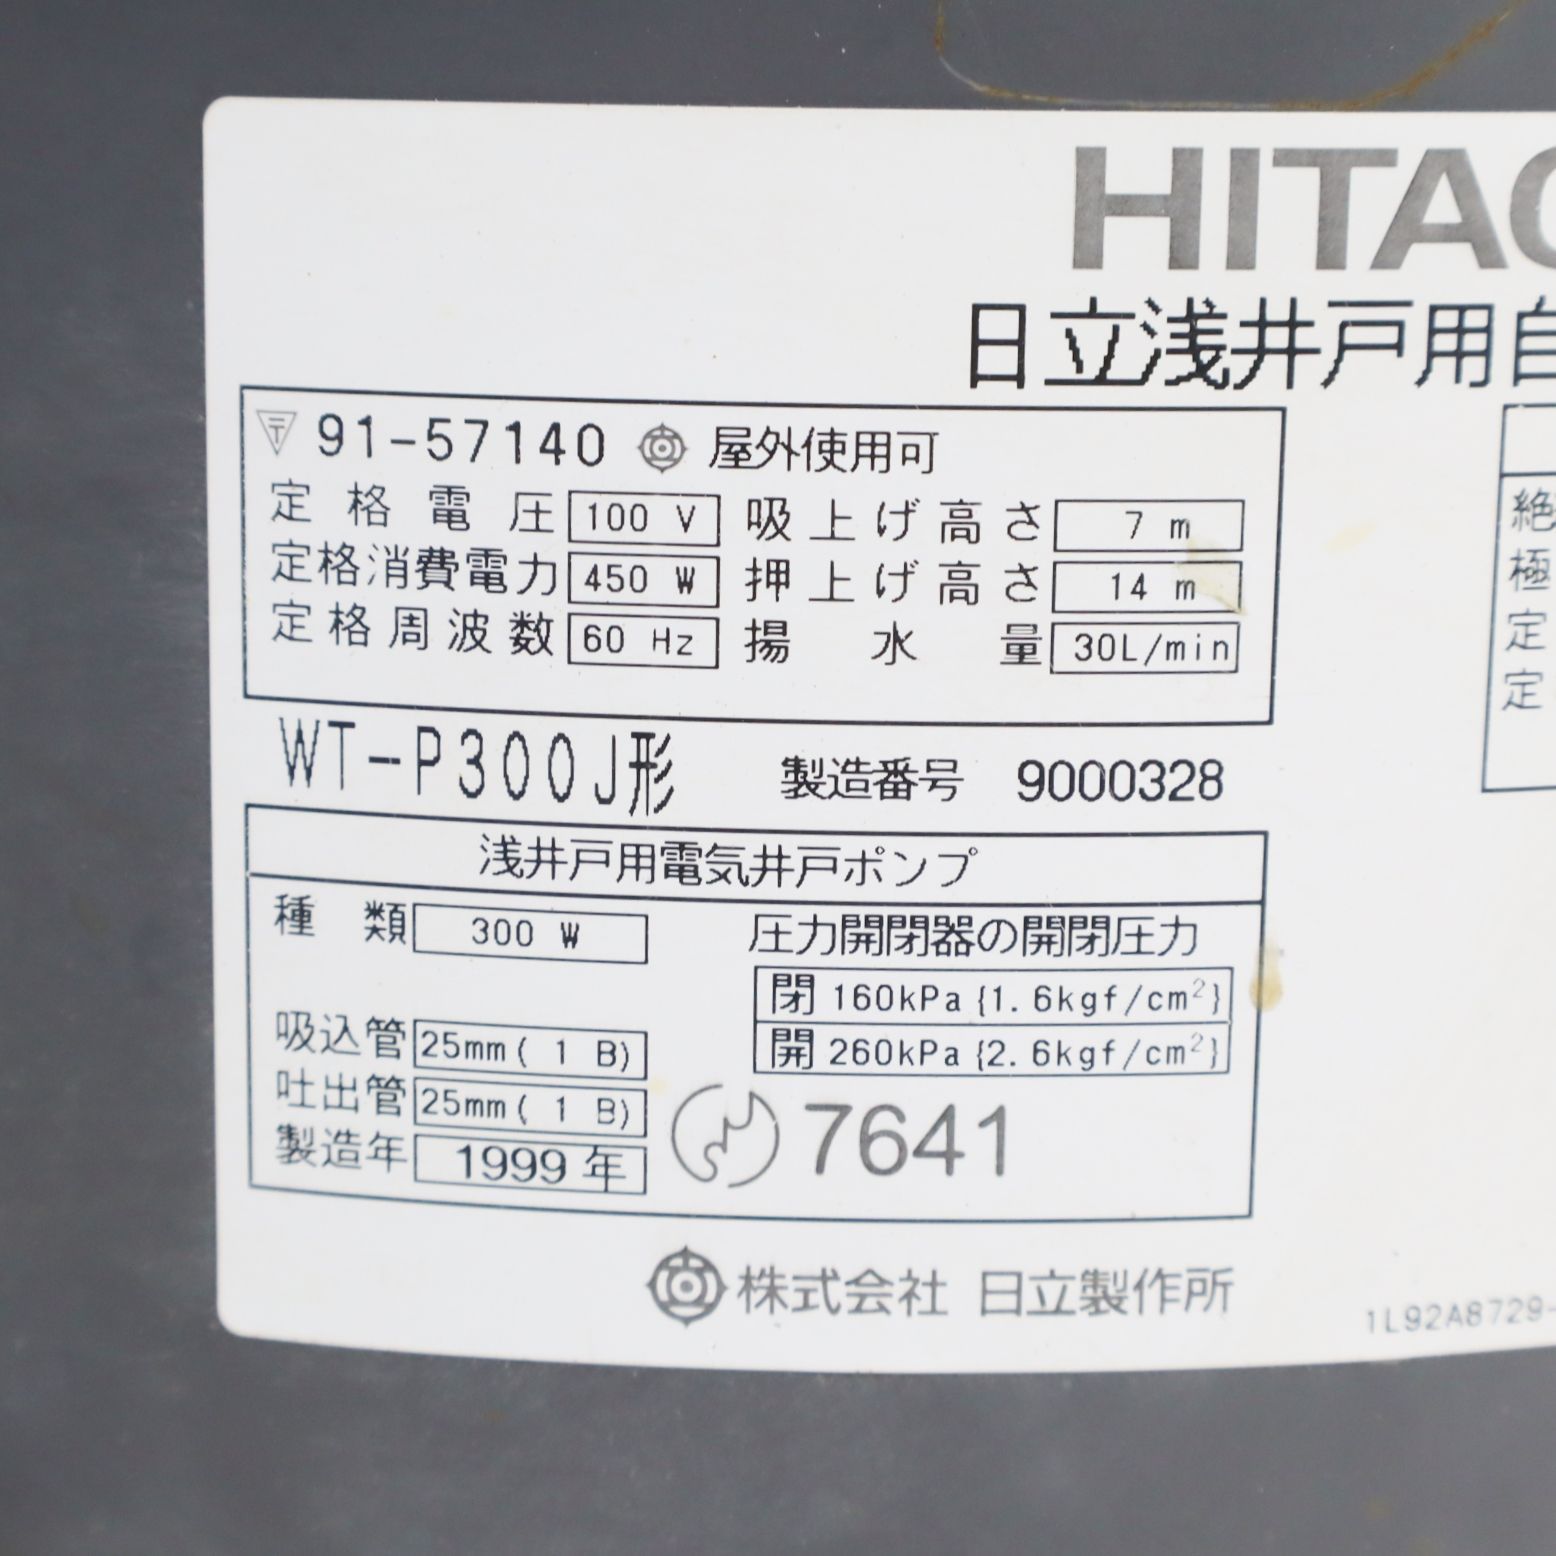 HITAC
日立浅井戸用自
91-57140 屋外使用可
定格電圧 100 V 吸上げ高さ 7 m
定格消費電力 450 W 押上げ高さ 14 m
定格周波数 60 Hz 揚水量 30L/min
WT-P300J形 製造番号 9000328
浅井戸用電気井戸ポンプ
種類 300 W
圧力開閉器の開閉圧力
閉 160kPa {1.6kgf/cm²}
開 260kPa {2.6kgf/cm²}
吸込管 25mm( 1 B)
吐出管 25mm( 1 B)
製造年 1999年
7641
株式会社 日立製作所
1L92A8729-
絶
極
定
定